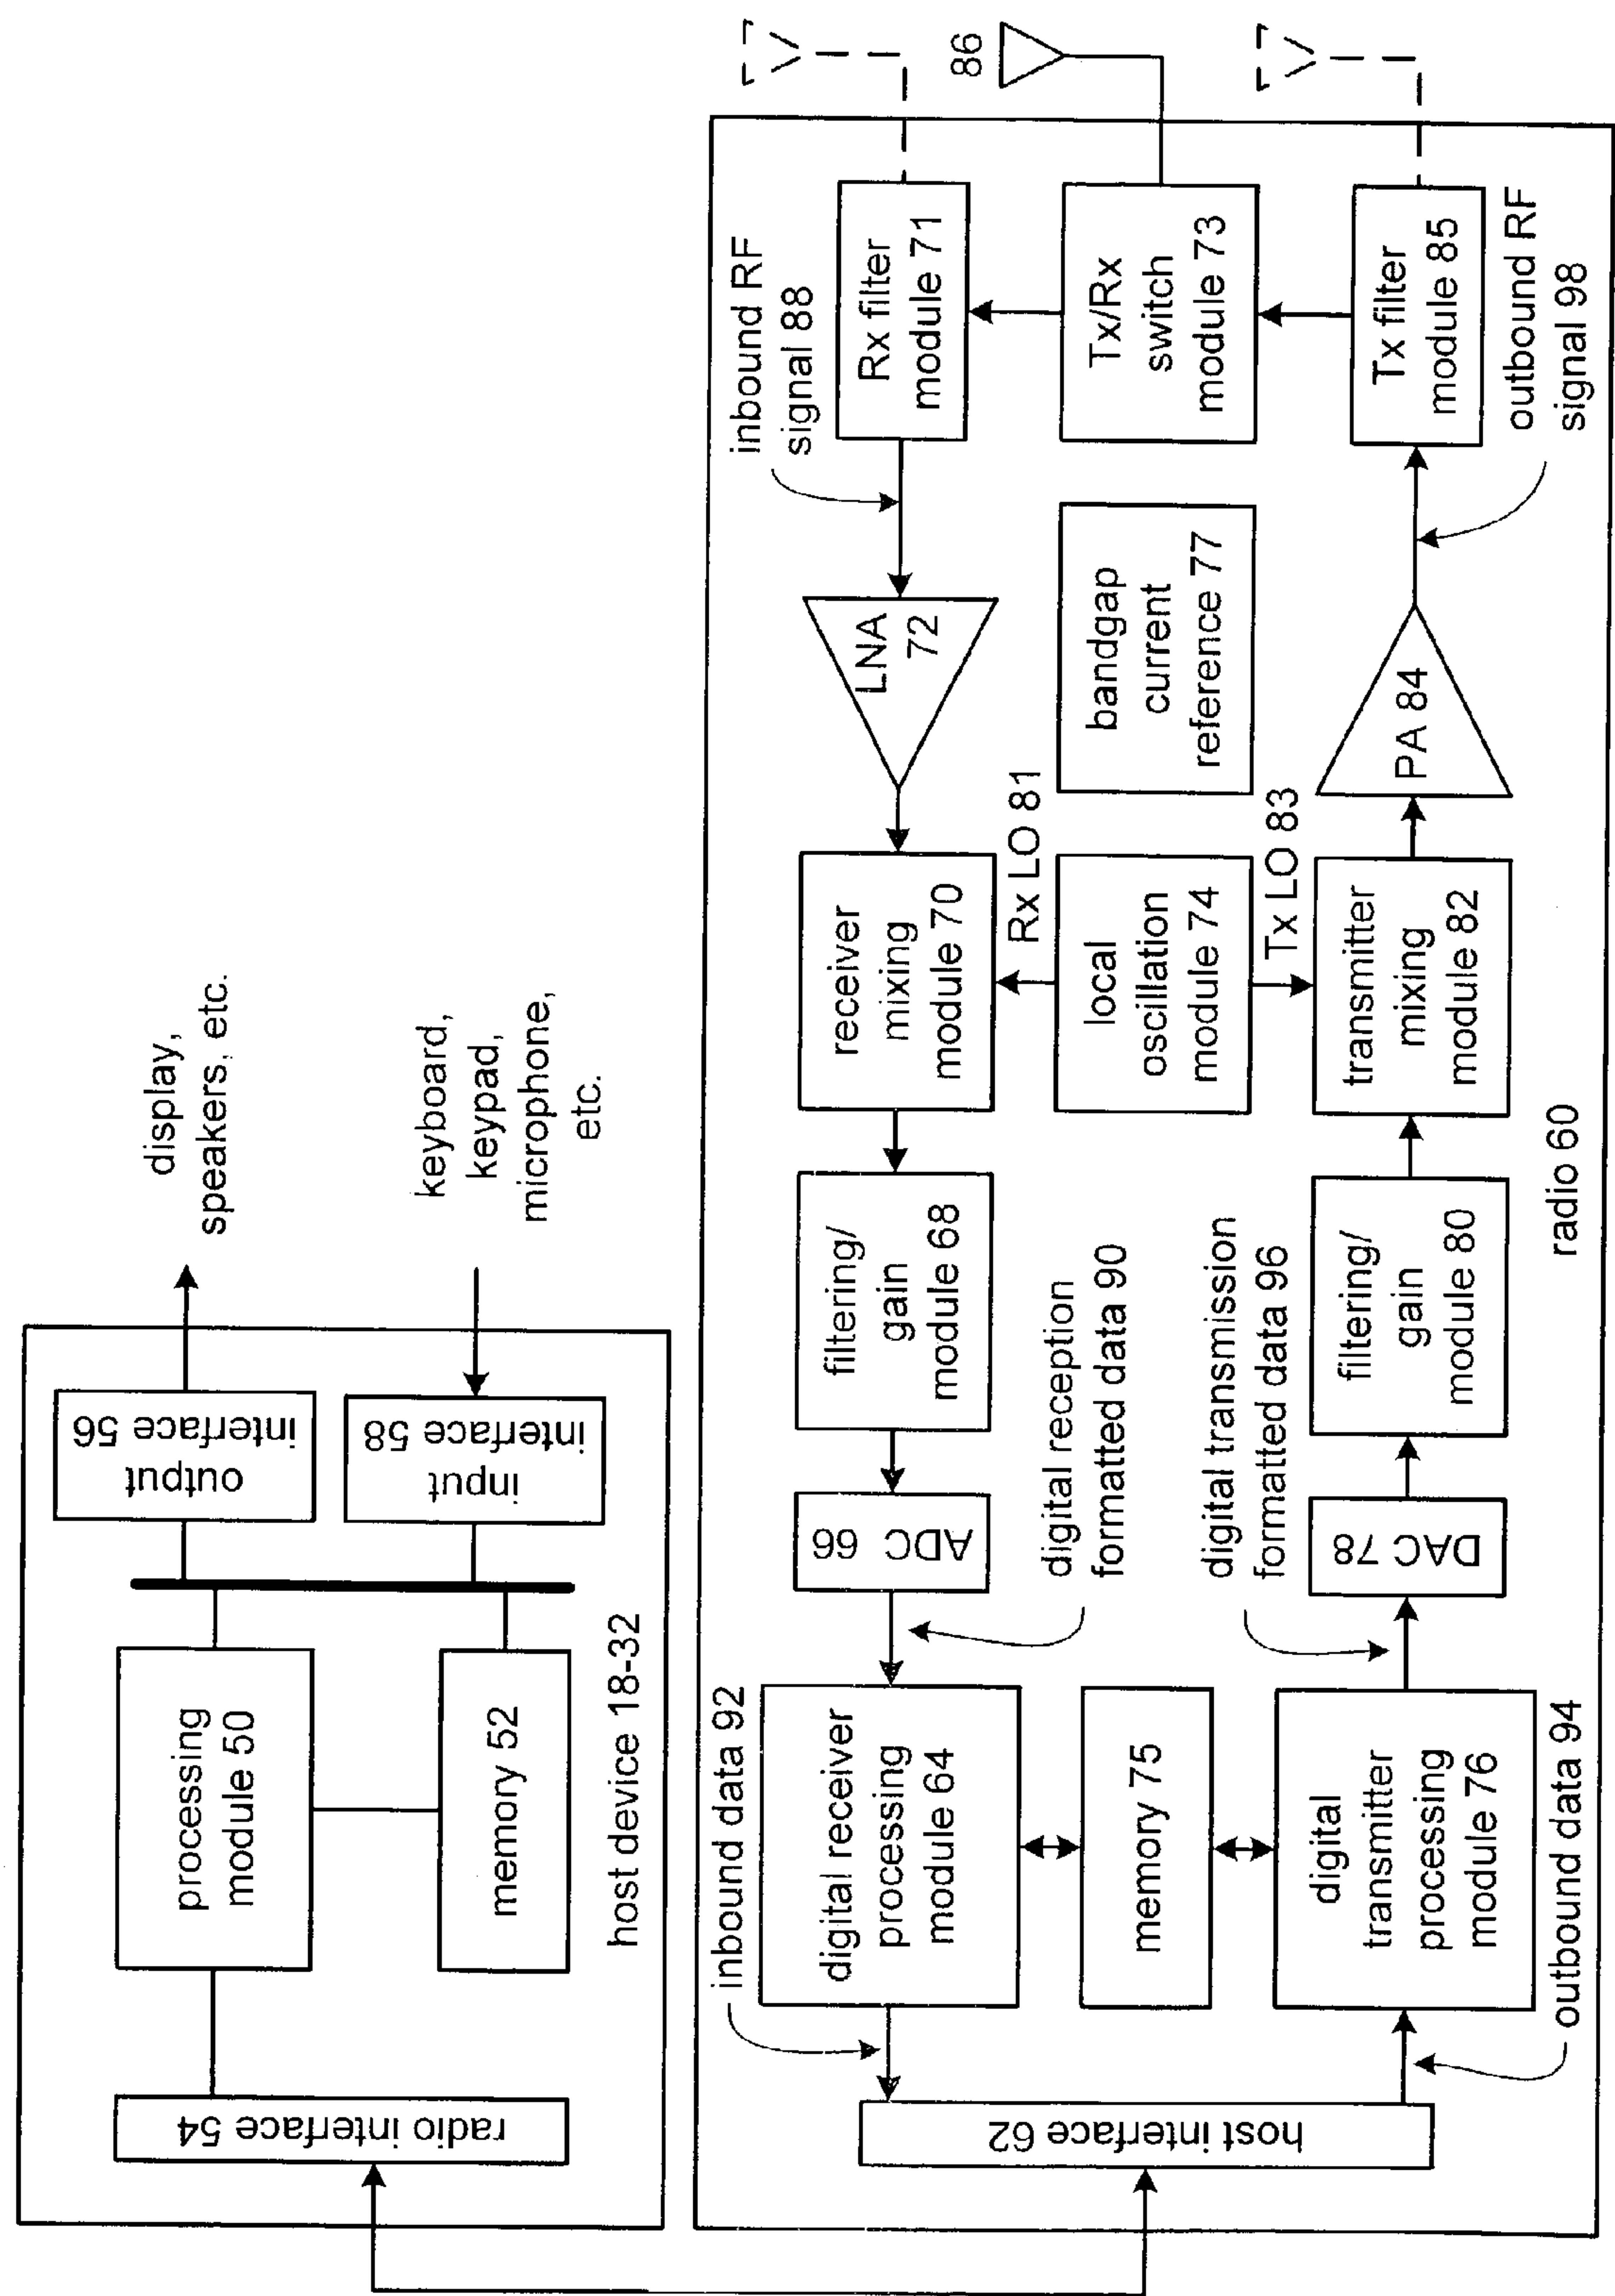 radio interface 54
processing
module 50
memory 52
output
interface 56
input
interface 58
display,
speakers, etc.
keyboard,
keypad,
microphone,
etc.
host device 18-32
host interface 62
inbound data 92
digital receiver
processing
module 64
memory 75
digital
transmitter
processing
module 76
outbound data 94
ADC 66
digital reception
formatted data 90
digital transmission
formatted data 96
DAC 78
filtering/
gain
module 68
filtering/
gain
module 80
receiver
mixing
module 70
Rx LO 81
local
oscillation
module 74
Tx LO 83
transmitter
mixing
module 82
LNA
72
bandgap
current
reference 77
PA 84
inbound RF
signal 88
Rx filter
module 71
Tx/Rx
switch
module 73
Tx filter
module 85
outbound RF
signal 98
86
radio 60